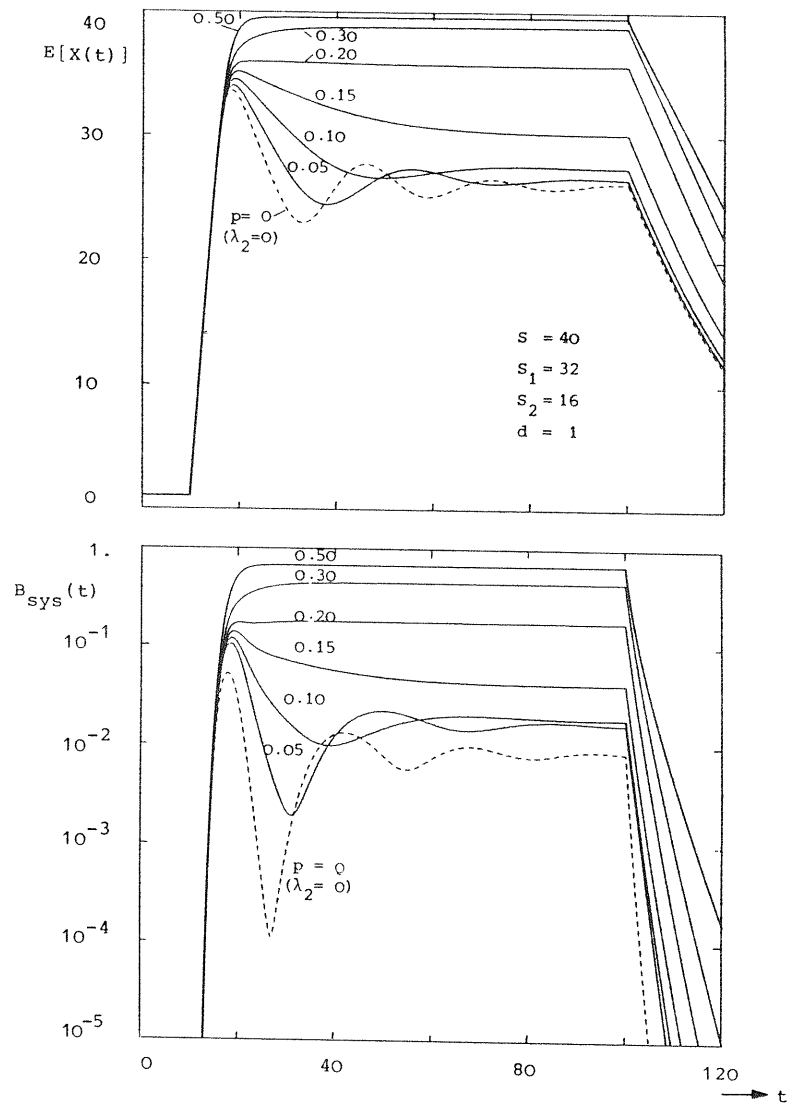 40
E[X(t)]
0.50
0.30
0.20
0.15
0.10
0.05
p= 0
(λ₂=0)
30
20
10
0
S = 40
S₁ = 32
S₂ = 16
d = 1
1.
B_sys(t)
10⁻¹
10⁻²
10⁻³
10⁻⁴
10⁻⁵
0.50
0.30
0.20
0.15
0.10
0.05
p = 0
(λ₂= 0)
0
40
80
120
t